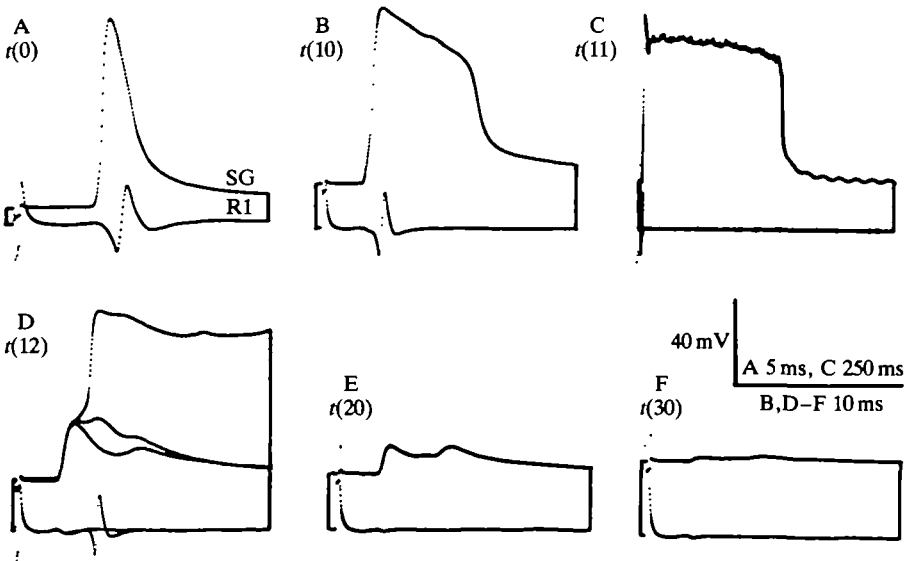 A
t(0)
B
t(10)
C
t(11)
SG
R1
D
t(12)
E
t(20)
F
t(30)
40 mV
A 5 ms, C 250 ms
B,D–F 10 ms